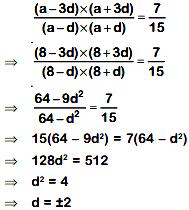 (a − 3d)×(a + 3d) / (a − d)×(a + d) = 7 / 15
⇒ (8 − 3d)×(8 + 3d) / (8 − d)×(8 + d) = 7 / 15
⇒ 64 − 9d² / 64 − d² = 7 / 15
⇒ 15(64 − 9d²) = 7(64 − d²)
⇒ 128d² = 512
⇒ d² = 4
⇒ d = ±2